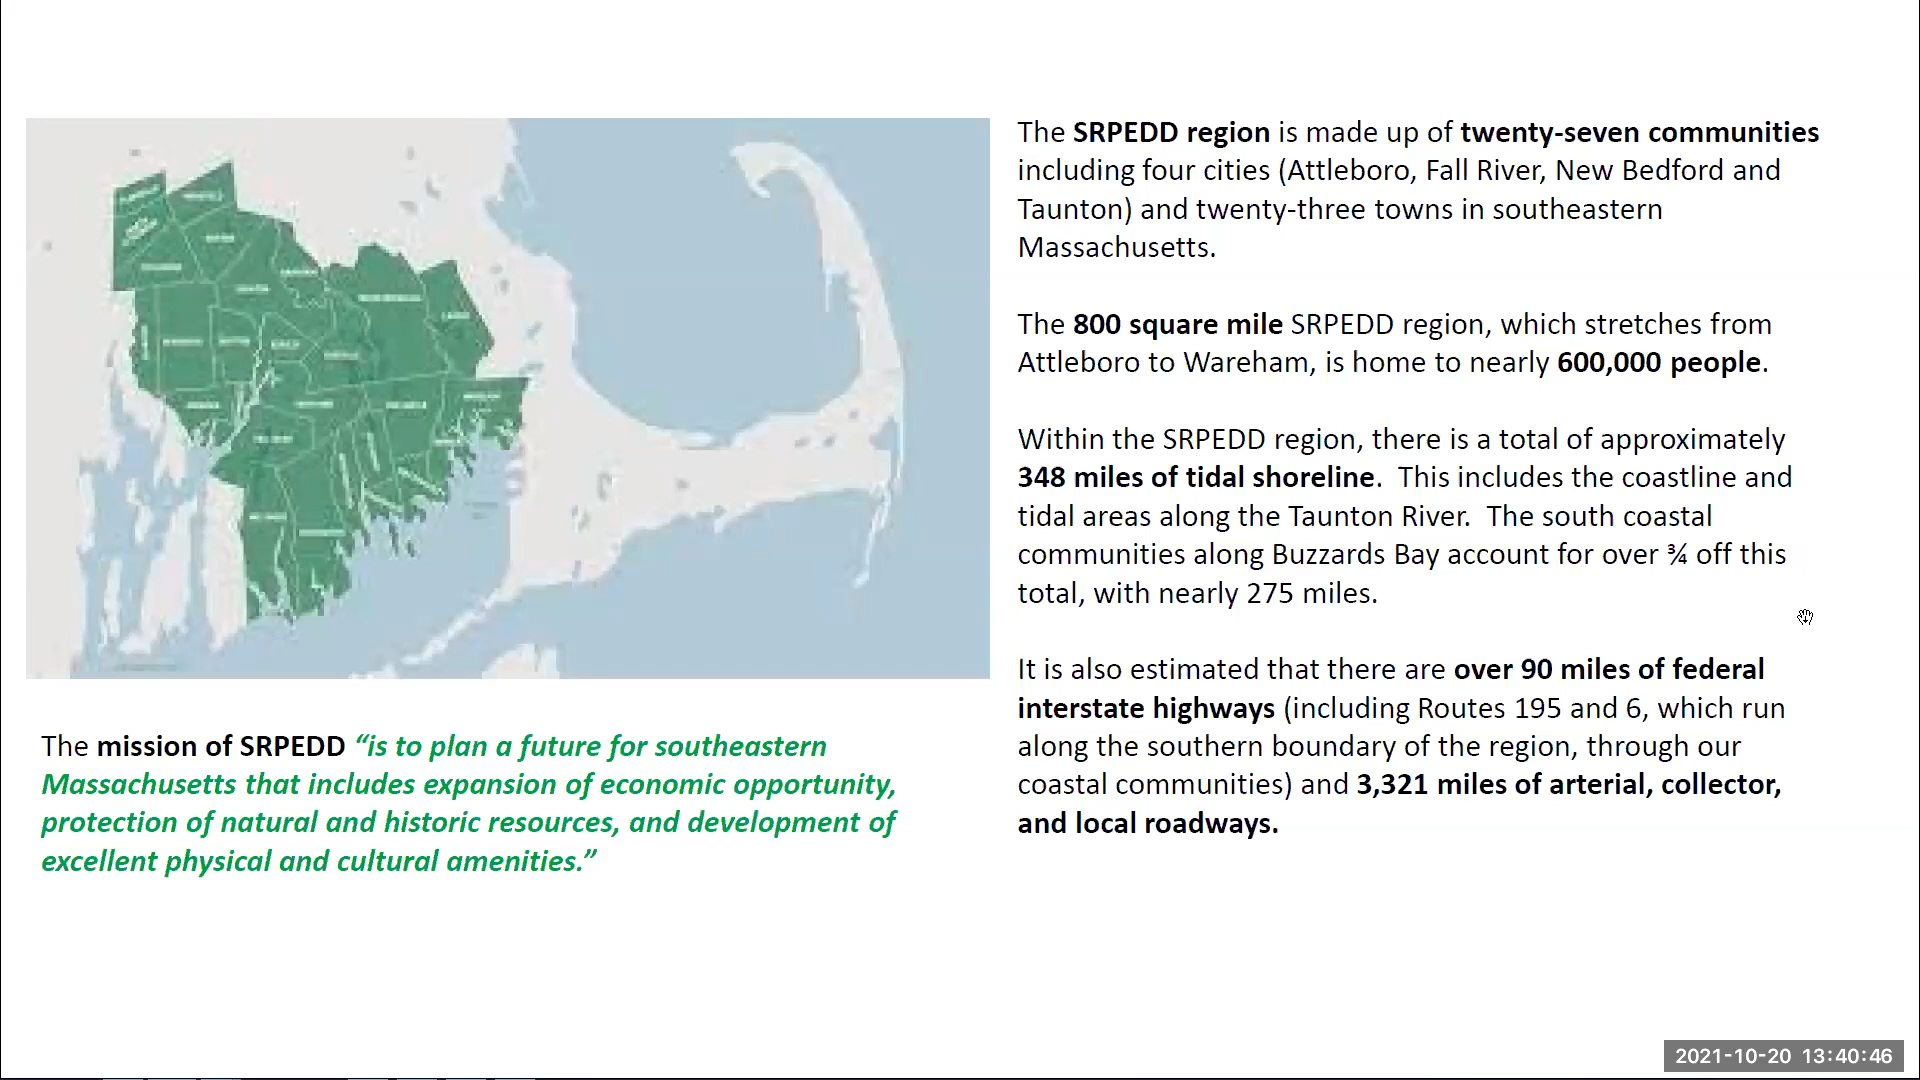 The SRPEDD region is made up of twenty-seven communities
including four cities (Attleboro, Fall River, New Bedford and
Taunton) and twenty-three towns in southeastern
Massachusetts.
The 800 square mile SRPEDD region, which stretches from
Attleboro to Wareham, is home to nearly 600,000 people.
Within the SRPEDD region, there is a total of approximately
348 miles of tidal shoreline.  This includes the coastline and
tidal areas along the Taunton River.  The south coastal
communities along Buzzards Bay account for over ¾ off this
total, with nearly 275 miles.
It is also estimated that there are over 90 miles of federal
interstate highways (including Routes 195 and 6, which run
along the southern boundary of the region, through our
coastal communities) and 3,321 miles of arterial, collector,
and local roadways.
The mission of SRPEDD “is to plan a future for southeastern
Massachusetts that includes expansion of economic opportunity,
protection of natural and historic resources, and development of
excellent physical and cultural amenities.”
2021-10-20 13:40:46